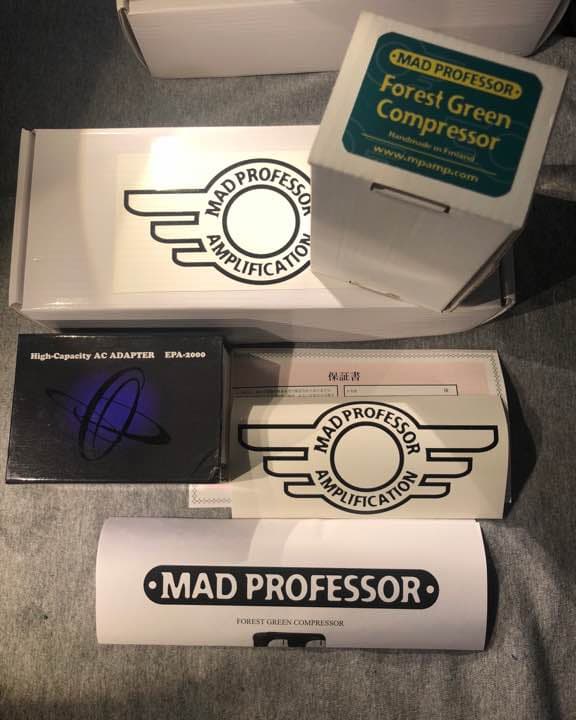 MAD PROFESSOR
Forest Green
Compressor
Handmade in Finland
www.mpamp.com
MAD PROFESSOR
AMPLIFICATION
High-Capacity AC ADAPTER EPA-2000
保証書
MAD PROFESSOR
AMPLIFICATION
MAD PROFESSOR
FOREST GREEN COMPRESSOR